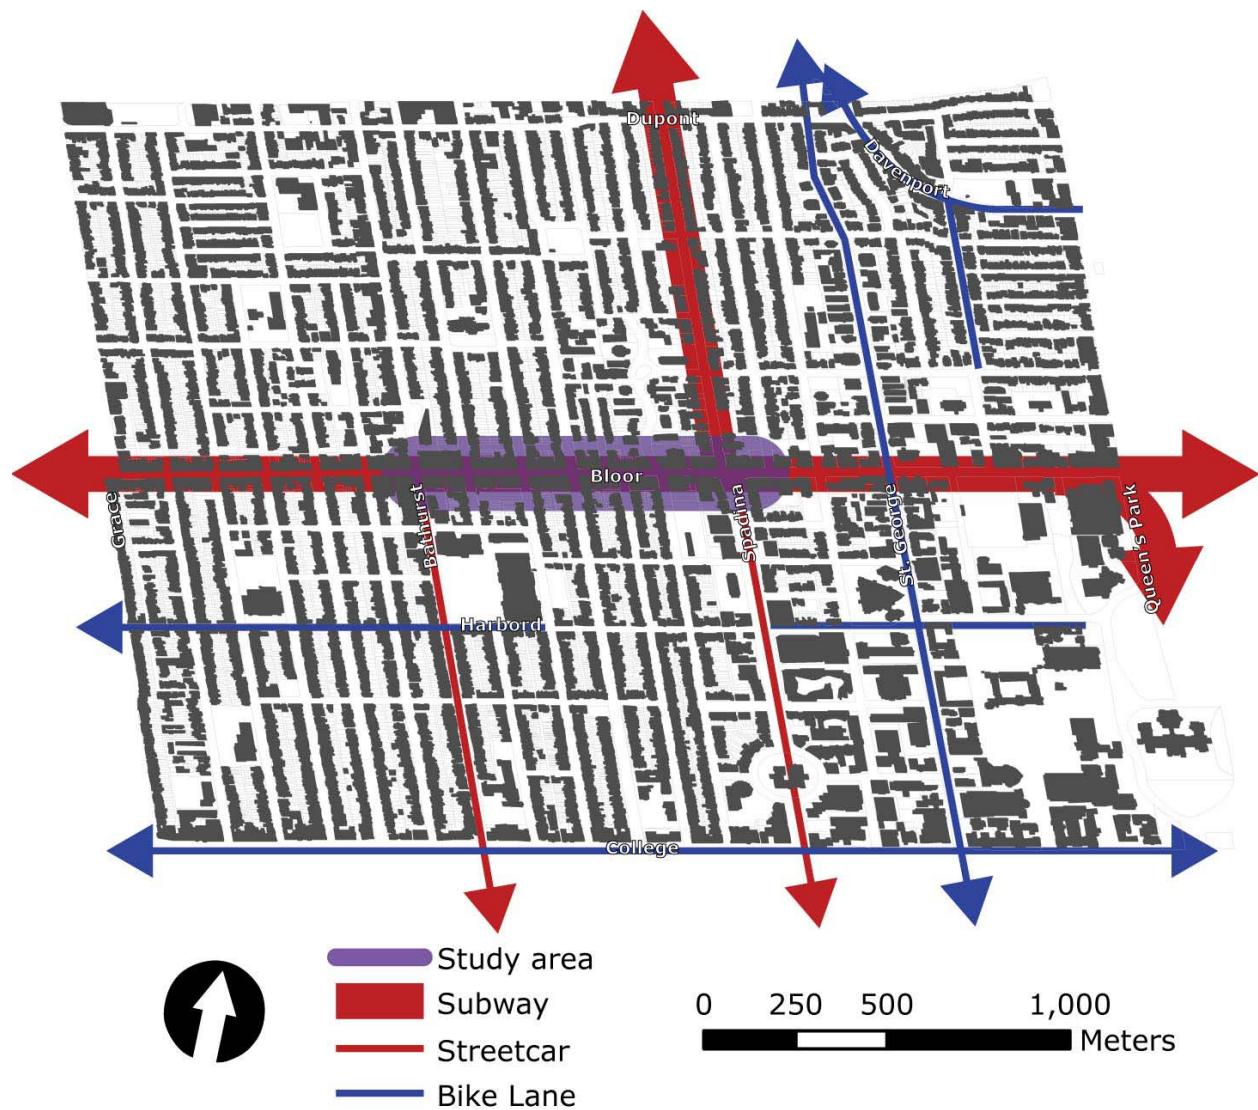 Dupont
Davenport
Bloor
Grace
Bathurst
Spadina
St. George
Queen's Park
Harbord
College
Study area
Subway
Streetcar
Bike Lane
0 250 500 1,000
Meters